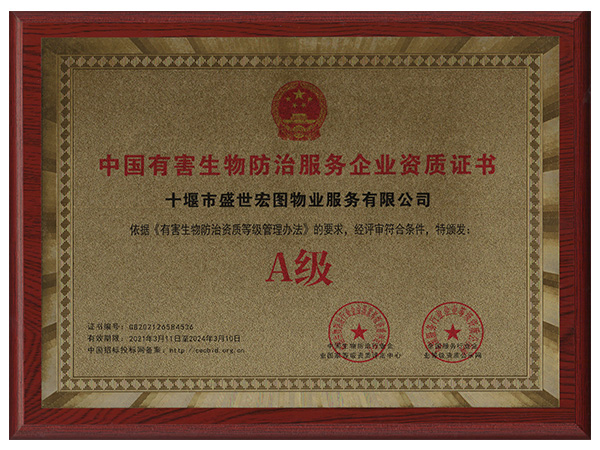 中国有害生物防治服务企业资质证书
十堰市盛世宏图物业服务有限公司
依据《有害生物防治资质等级管理办法》的要求，经评审符合条件，特颁发：
A级
证书编号：GB202126584536
有效期限：2021年3月11日至2024年3月10日
中国招标投标网备案：http://cecbid.org.cn